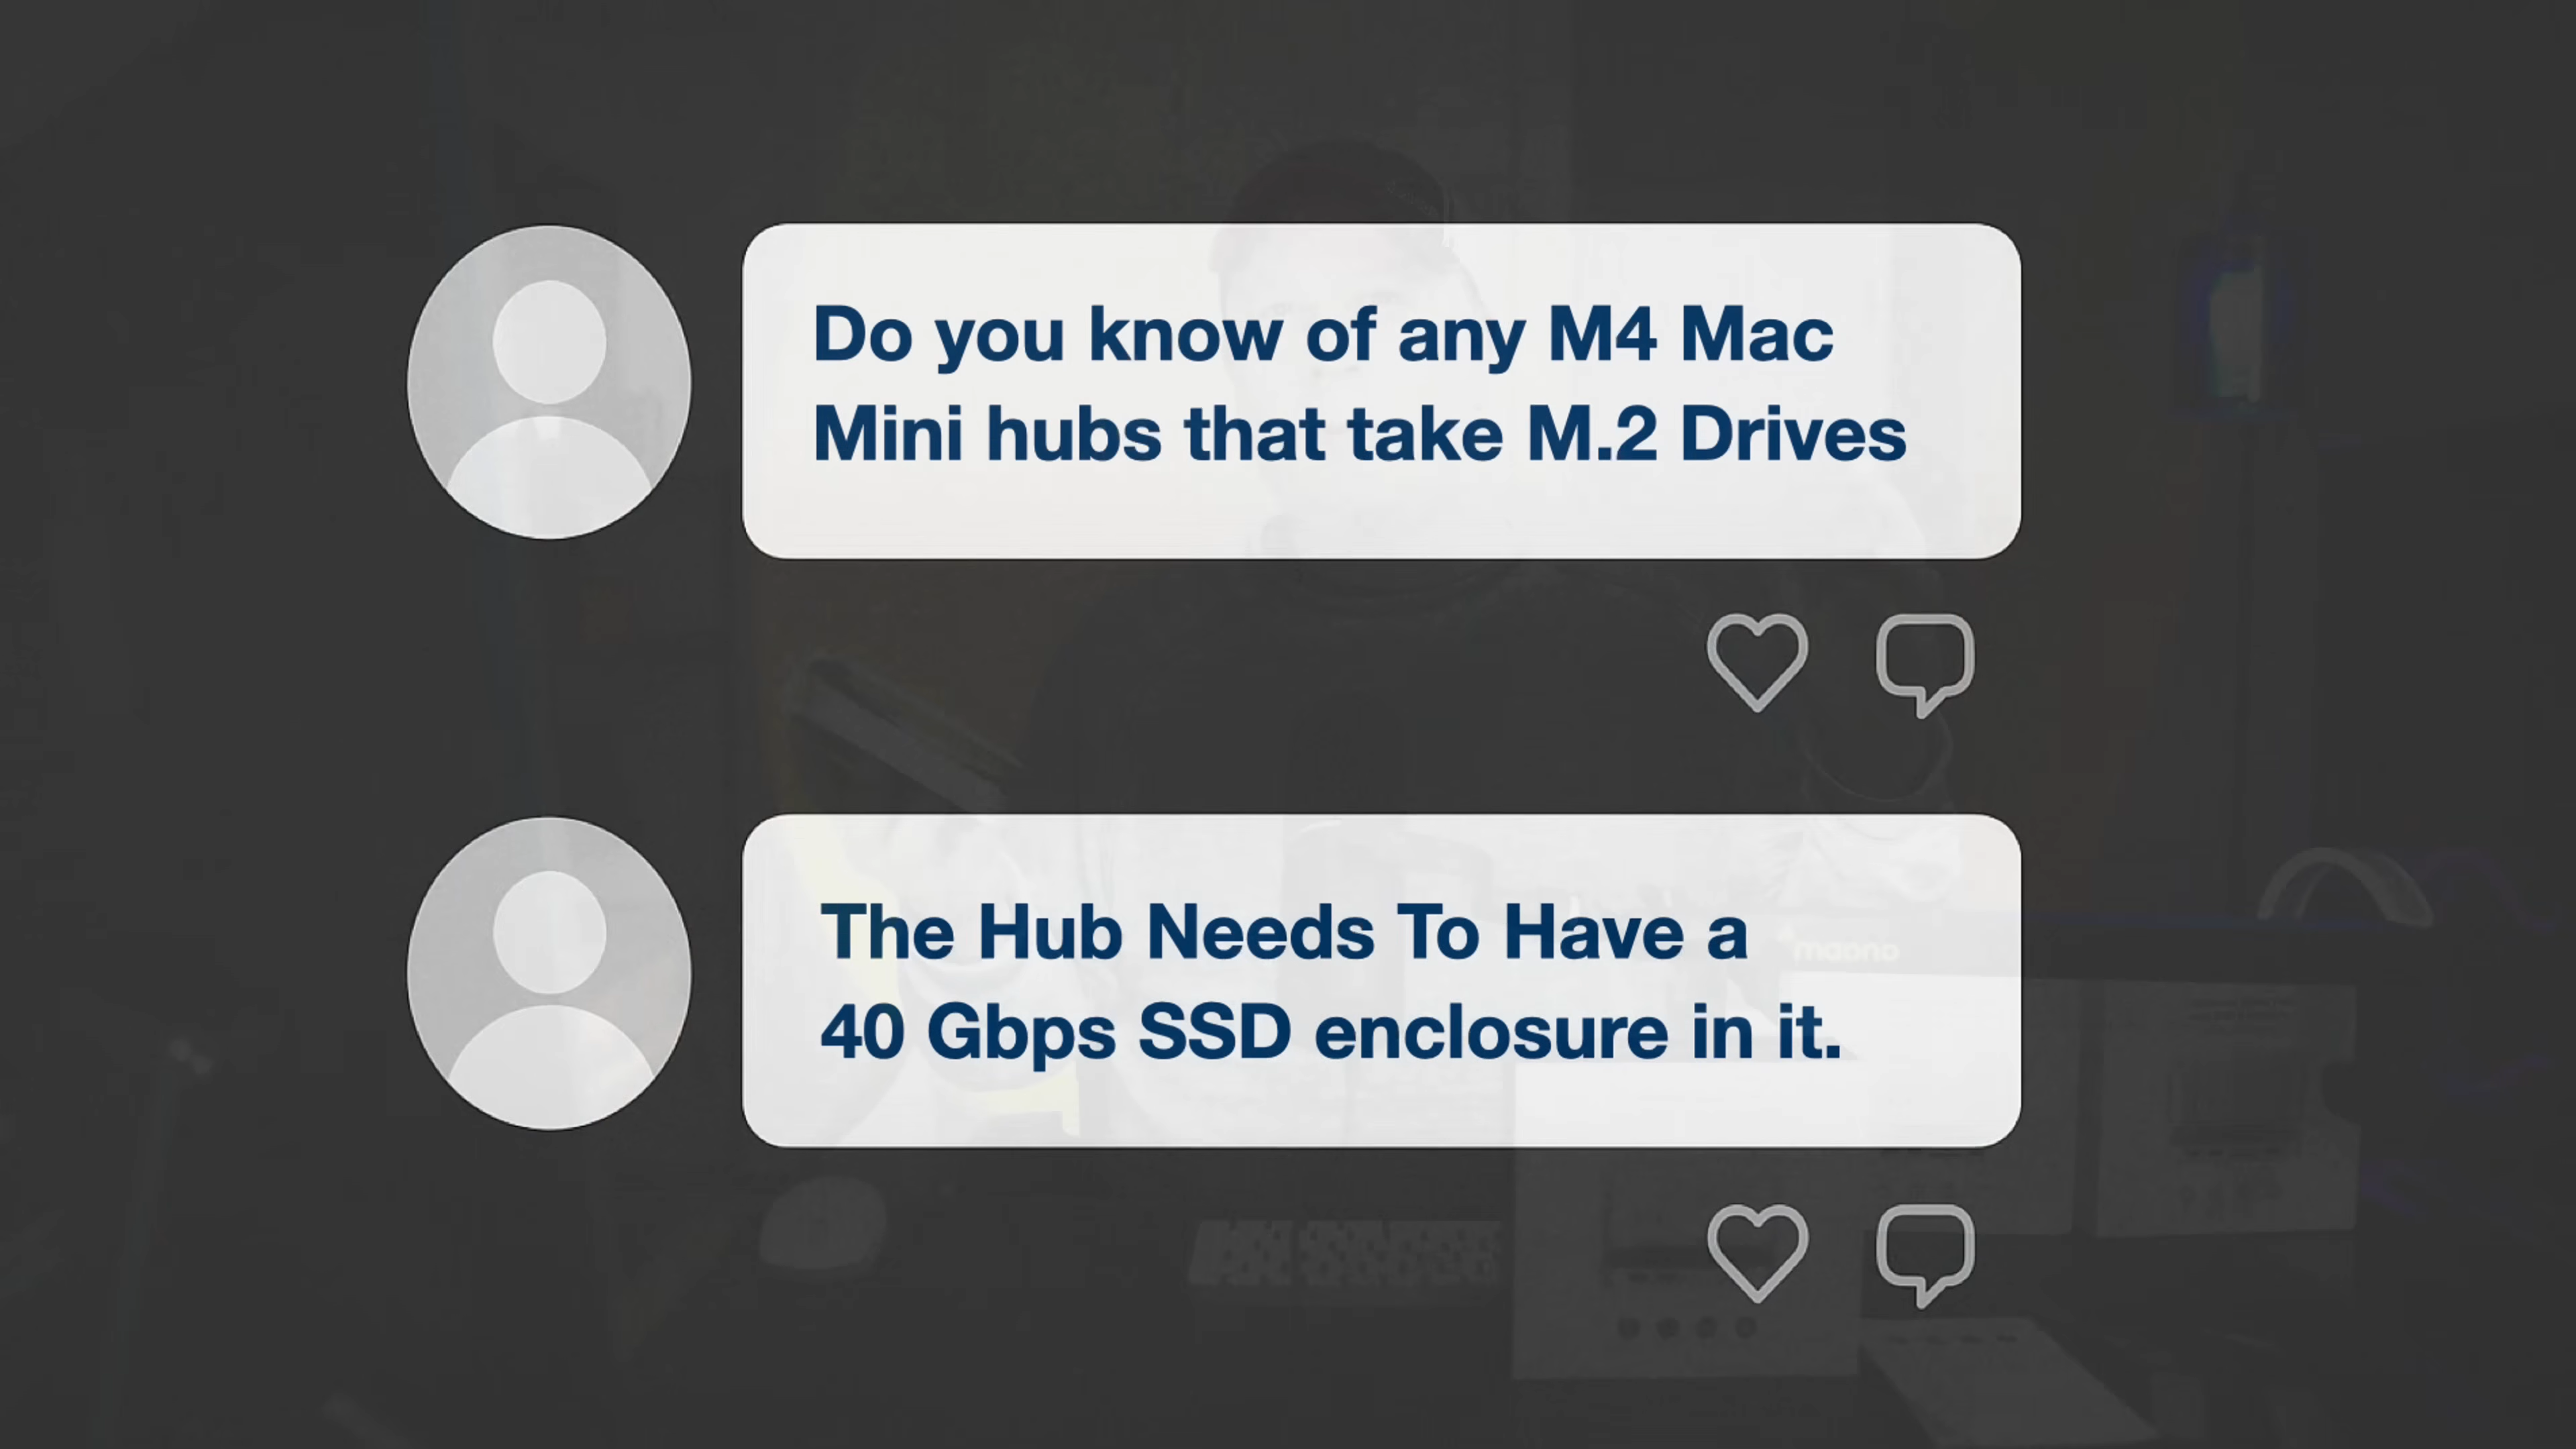 Do you know of any M4 Mac
Mini hubs that take M.2 Drives
The Hub Needs To Have a
40 Gbps SSD enclosure in it.